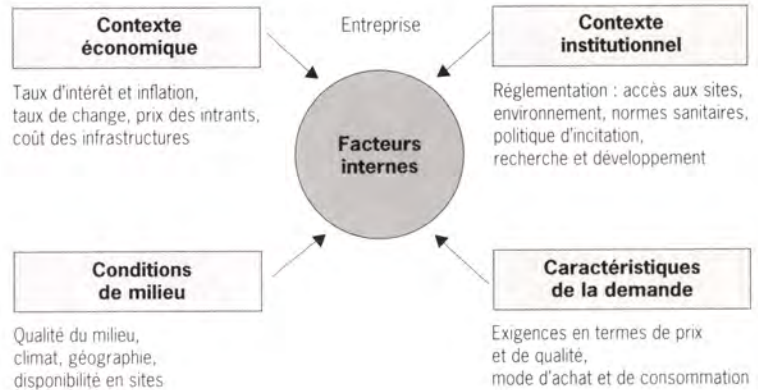 Contexte
économique
Taux d'intérêt et inflation,
taux de change, prix des intrants,
coût des infrastructures
Entreprise
Contexte
institutionnel
Réglementation : accès aux sites,
environnement, normes sanitaires,
politique d'incitation,
recherche et développement
Facteurs
internes
Conditions
de milieu
Qualité du milieu,
climat, géographie,
disponibilité en sites
Caractéristiques
de la demande
Exigences en termes de prix
et de qualité,
mode d'achat et de consommation